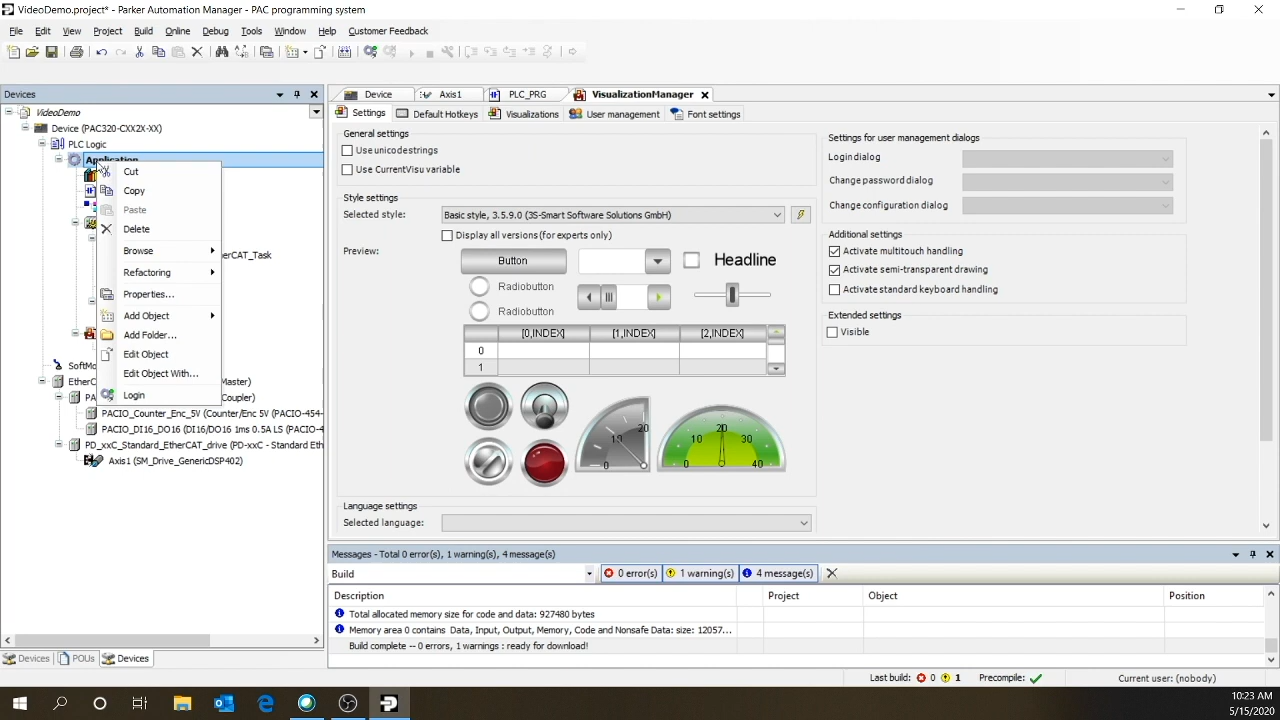 VideoDemo.project* - Parker Automation Manager - PAC programming system
File Edit View Project Build Online Debug Tools Window Help Customer Feedback
Devices
VideoDemo
Device (PAC320-CXX2X-XX)
PLC Logic
Application
Cut
Copy
Paste
Delete
Browse
erCAT_Task
Refactoring
Properties...
Add Object
Add Folder...
Edit Object
SoftMo
Edit Object With...
EtherC
Master)
Login
PA
Coupler)
PACIO_Counter_Enc_5V (Counter/Enc 5V (PACIO-454-
PACIO_DI16_DO16 (DI16/DO16 1ms 0.5A LS (PACIO-4
PD_xxC_Standard_EtherCAT_drive (PD-xxC - Standard Eth
Axis1 (SM_Drive_GenericDSP402)
Devices POUs Devices
Device Axis1 PLC_PRG VisualizationManager
Settings Default Hotkeys Visualizations User management Font settings
General settings
Use unicodestrings
Use CurrentVisu variable
Style settings
Selected style: Basic style, 3.5.9.0 (3S-Smart Software Solutions GmbH)
Display all versions (for experts only)
Preview:
Button
Headline
Radiobutton
Radiobutton
[0,INDEX] [1,INDEX] [2,INDEX]
0
1
0 10 20
0 10 20 30 40
Language settings
Selected language:
Settings for user management dialogs
Login dialog
Change password dialog
Change configuration dialog
Additional settings
Activate multitouch handling
Activate semi-transparent drawing
Activate standard keyboard handling
Extended settings
Visible
Messages - Total 0 error(s), 1 warning(s), 4 message(s)
Build 0 error(s) 1 warning(s) 4 message(s)
Description Project Object Position
Total allocated memory size for code and data: 927480 bytes
Memory area 0 contains Data, Input, Output, Memory, Code and Nonsafe Data: size: 12057...
Build complete -- 0 errors, 1 warnings : ready for download!
Last build: 0 1 Precompile: Current user: (nobody)
10:23 AM
5/15/2020